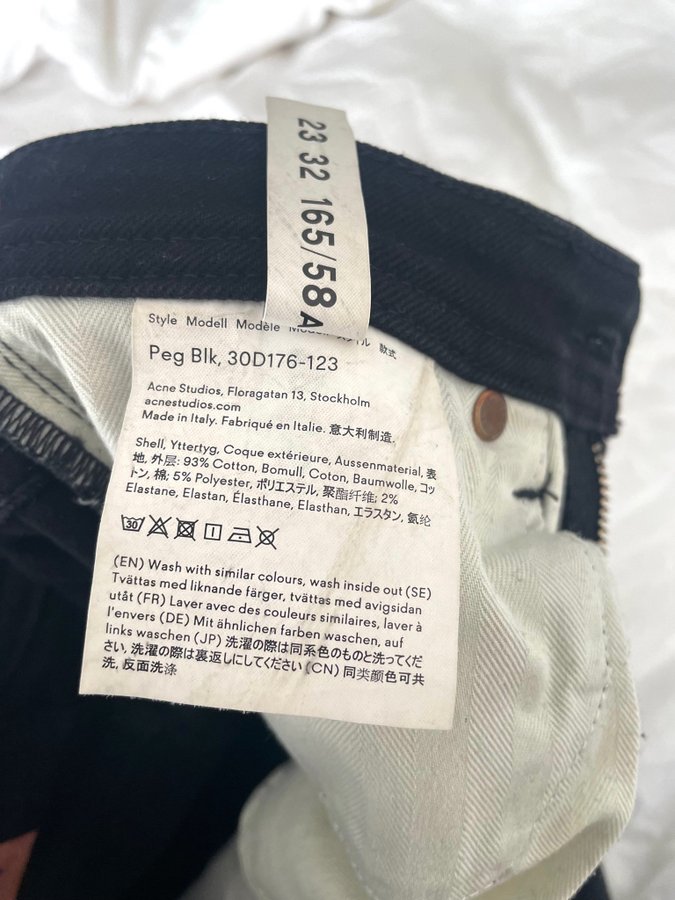 23 32 165/58A
Style Modell Modèle 款式
Peg Blk, 30D176-123
Acne Studios, Floragatan 13, Stockholm
acnestudios.com
Made in Italy. Fabriqué en Italie. 意大利制造.
Shell, Yttertyg, Coque extérieure, Aussenmaterial, 表
地, 外层: 93% Cotton, Bomull, Coton, Baumwolle, コッ
トン, 棉; 5% Polyester, ポリエステル, 聚酯纤维; 2%
Elastane, Elastan, Élasthane, Elasthan, エラスタン, 氨纶
30
(EN) Wash with similar colours, wash inside out (SE)
Tvättas med liknande färger, tvättas med avigsidan
utåt (FR) Laver avec des couleurs similaires, laver à
l'envers (DE) Mit ähnlichen farben waschen, auf
links waschen (JP) 洗濯の際は同系色のものと洗ってくだ
さい, 洗濯の際は裏返しにしてください (CN) 同类颜色可共
洗, 反面洗涤